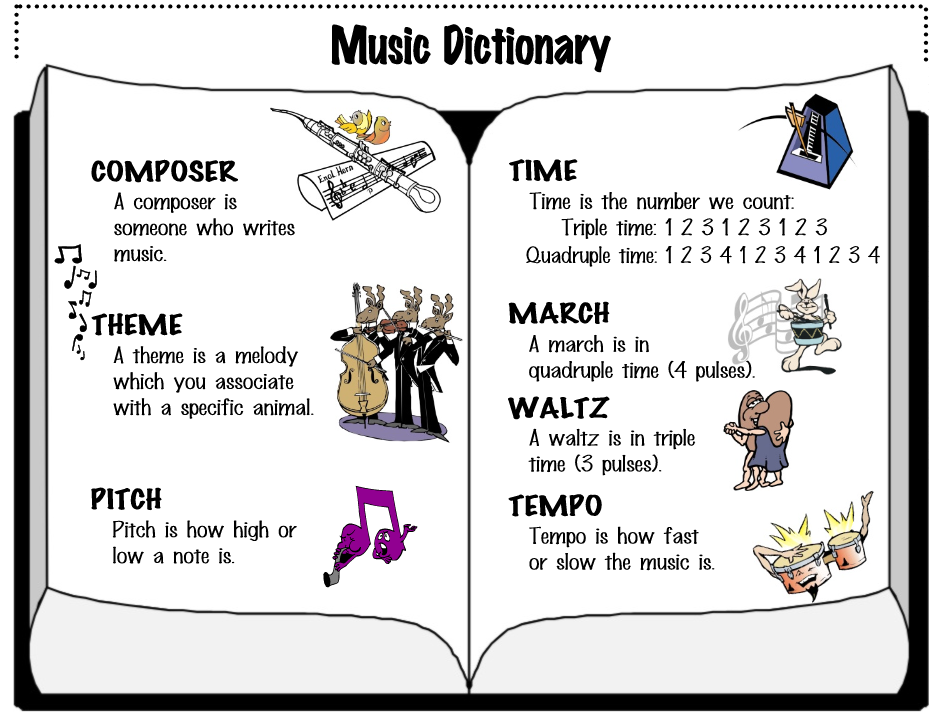 Music Dictionary
COMPOSER
A composer is
someone who writes
music.
Engl. Horn
THEME
A theme is a melody
which you associate
with a specific animal.
PITCH
Pitch is how high or
low a note is.
TIME
Time is the number we count:
Triple time: 1 2 3 1 2 3 1 2 3
Quadruple time: 1 2 3 4 1 2 3 4 1 2 3 4
MARCH
A march is in
quadruple time (4 pulses).
WALTZ
A waltz is in triple
time (3 pulses).
TEMPO
Tempo is how fast
or slow the music is.